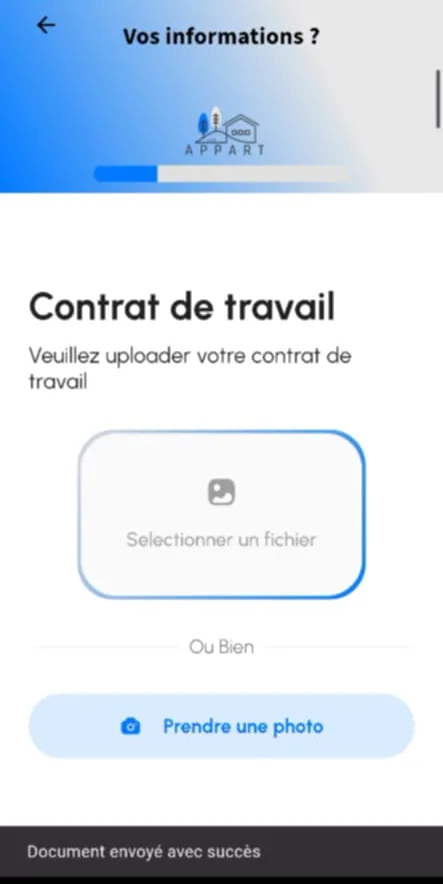 Vos informations ?
APPART
Contrat de travail
Veuillez uploader votre contrat de
travail
Selectionner un fichier
Ou Bien
Prendre une photo
Document envoyé avec succès